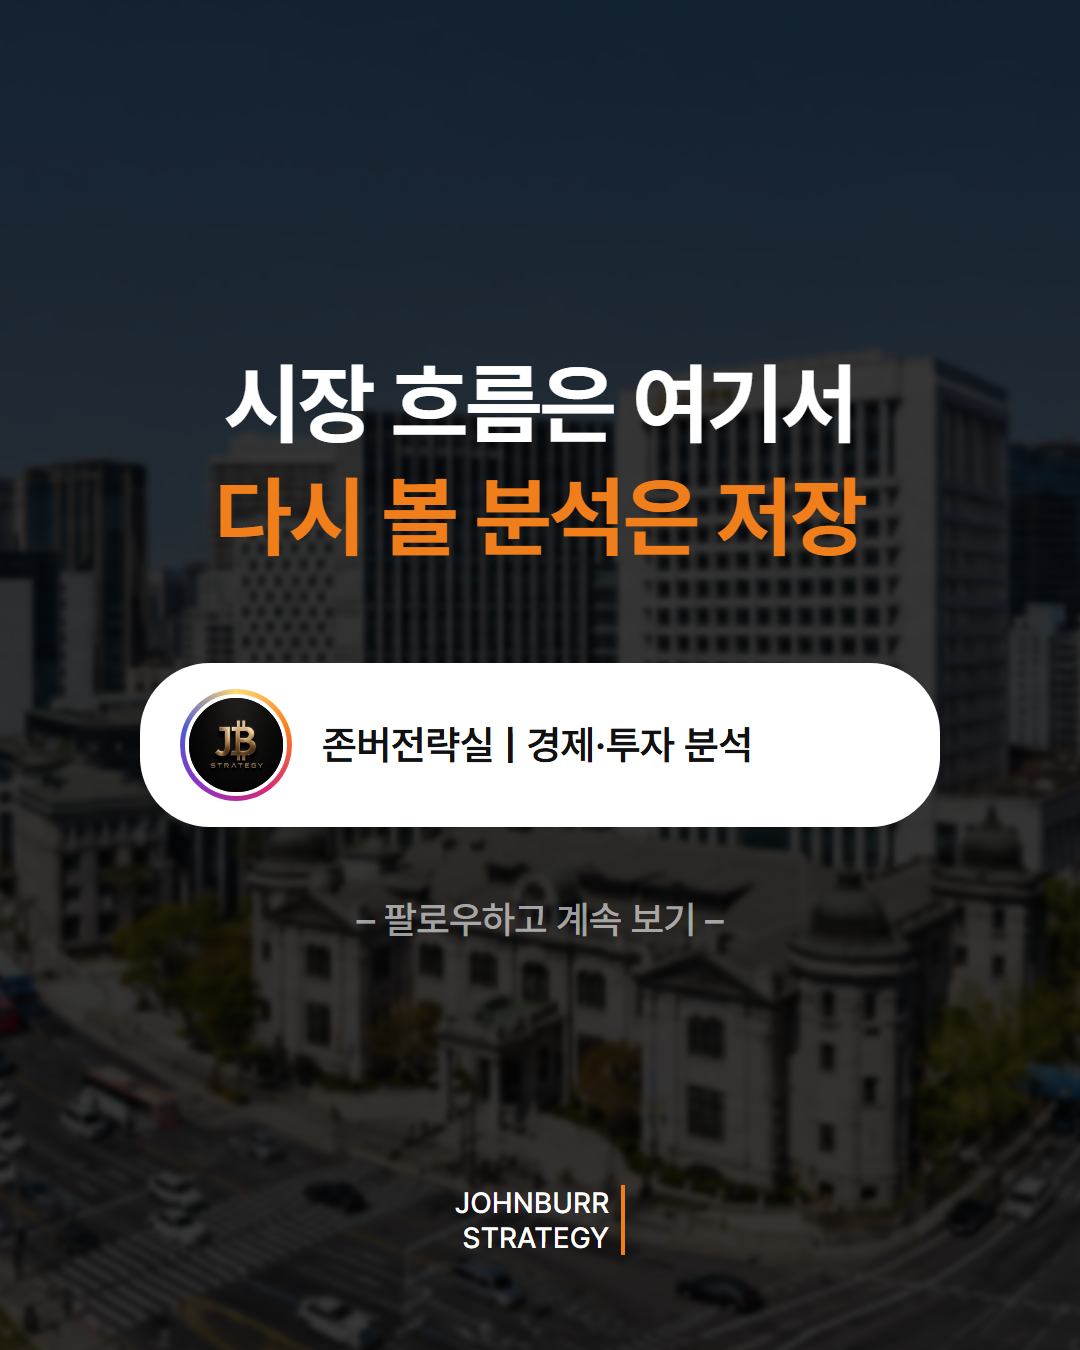 시장 흐름은 여기서
다시 볼 분석은 저장
JB
STRATEGY
존버전략실 | 경제·투자 분석
– 팔로우하고 계속 보기 –
JOHNBURR
STRATEGY